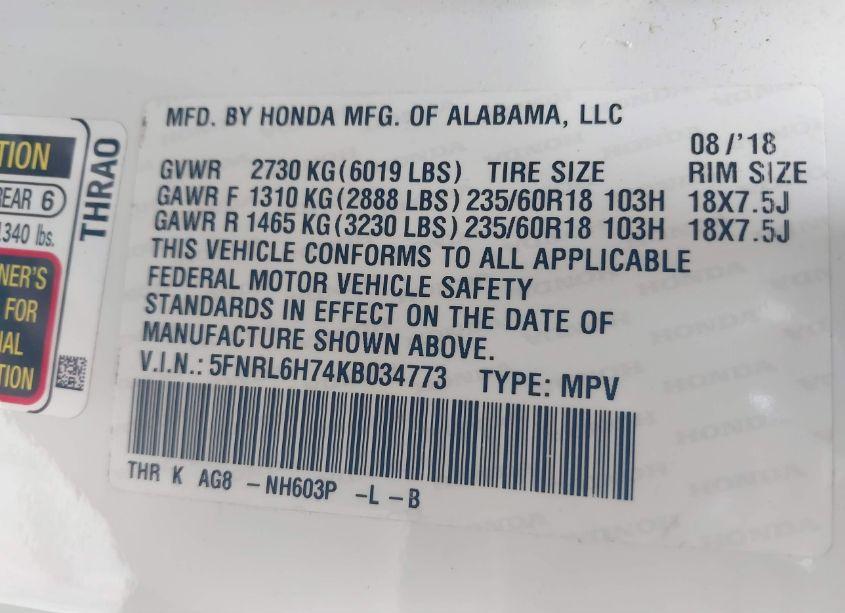 TION
REAR 6
1340 lbs.
NER'S
FOR
IAL
TION
THRAO
MFD. BY HONDA MFG. OF ALABAMA, LLC
08/'18
GVWR 2730 KG(6019 LBS) TIRE SIZE RIM SIZE
GAWR F 1310 KG(2888 LBS) 235/60R18 103H 18X7.5J
GAWR R 1465 KG(3230 LBS) 235/60R18 103H 18X7.5J
THIS VEHICLE CONFORMS TO ALL APPLICABLE
FEDERAL MOTOR VEHICLE SAFETY
STANDARDS IN EFFECT ON THE DATE OF
MANUFACTURE SHOWN ABOVE.
V.I.N.: 5FNRL6H74KB034773 TYPE: MPV
THR K AG8 -NH603P -L -B